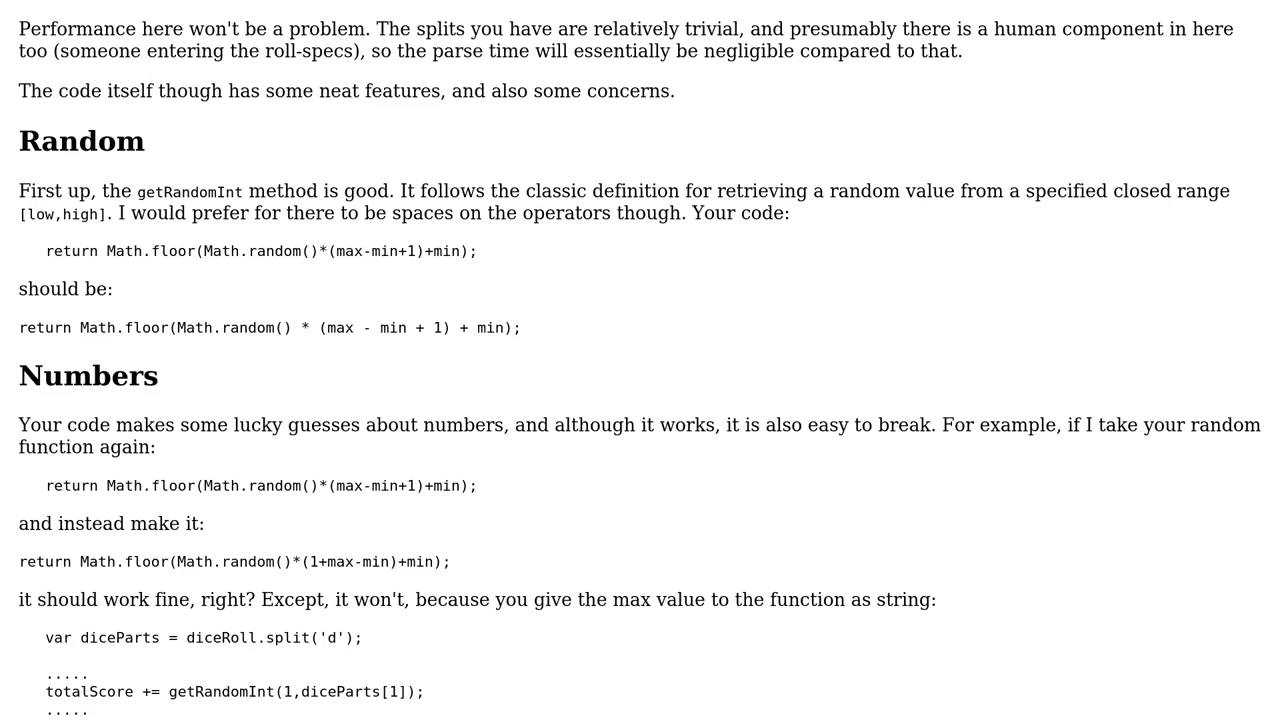 Performance here won't be a problem. The splits you have are relatively trivial, and presumably there is a human component in here
too (someone entering the roll-specs), so the parse time will essentially be negligible compared to that.
The code itself though has some neat features, and also some concerns.
Random
First up, the getRandomInt method is good. It follows the classic definition for retrieving a random value from a specified closed range
[low,high]. I would prefer for there to be spaces on the operators though. Your code:
return Math.floor(Math.random()*(max-min+1)+min);
should be:
return Math.floor(Math.random() * (max - min + 1) + min);
Numbers
Your code makes some lucky guesses about numbers, and although it works, it is also easy to break. For example, if I take your random
function again:
return Math.floor(Math.random()*(max-min+1)+min);
and instead make it:
return Math.floor(Math.random()*(1+max-min)+min);
it should work fine, right? Except, it won't, because you give the max value to the function as string:
var diceParts = diceRoll.split('d');
.....
totalScore += getRandomInt(1,diceParts[1]);
.....